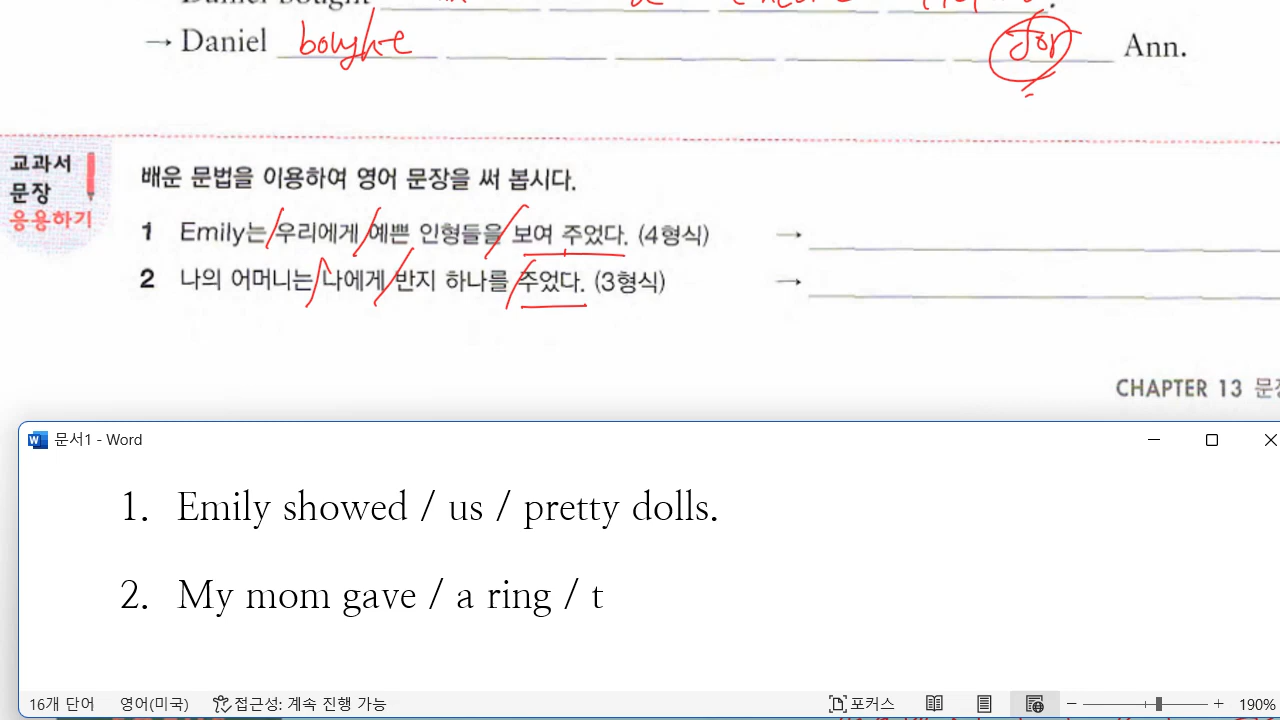 Daniel bought
→ Daniel bought for Ann.
교과서
문장
응용하기
배운 문법을 이용하여 영어 문장을 써 봅시다.
1 Emily는/우리에게/예쁜 인형들을/보여 주었다. (4형식) →
2 나의 어머니는/나에게/반지 하나를/주었다. (3형식) →
CHAPTER 13 문장
문서1 - Word
1. Emily showed / us / pretty dolls.
2. My mom gave / a ring / t
16개 단어 영어(미국) 접근성: 계속 진행 가능 포커스 190%